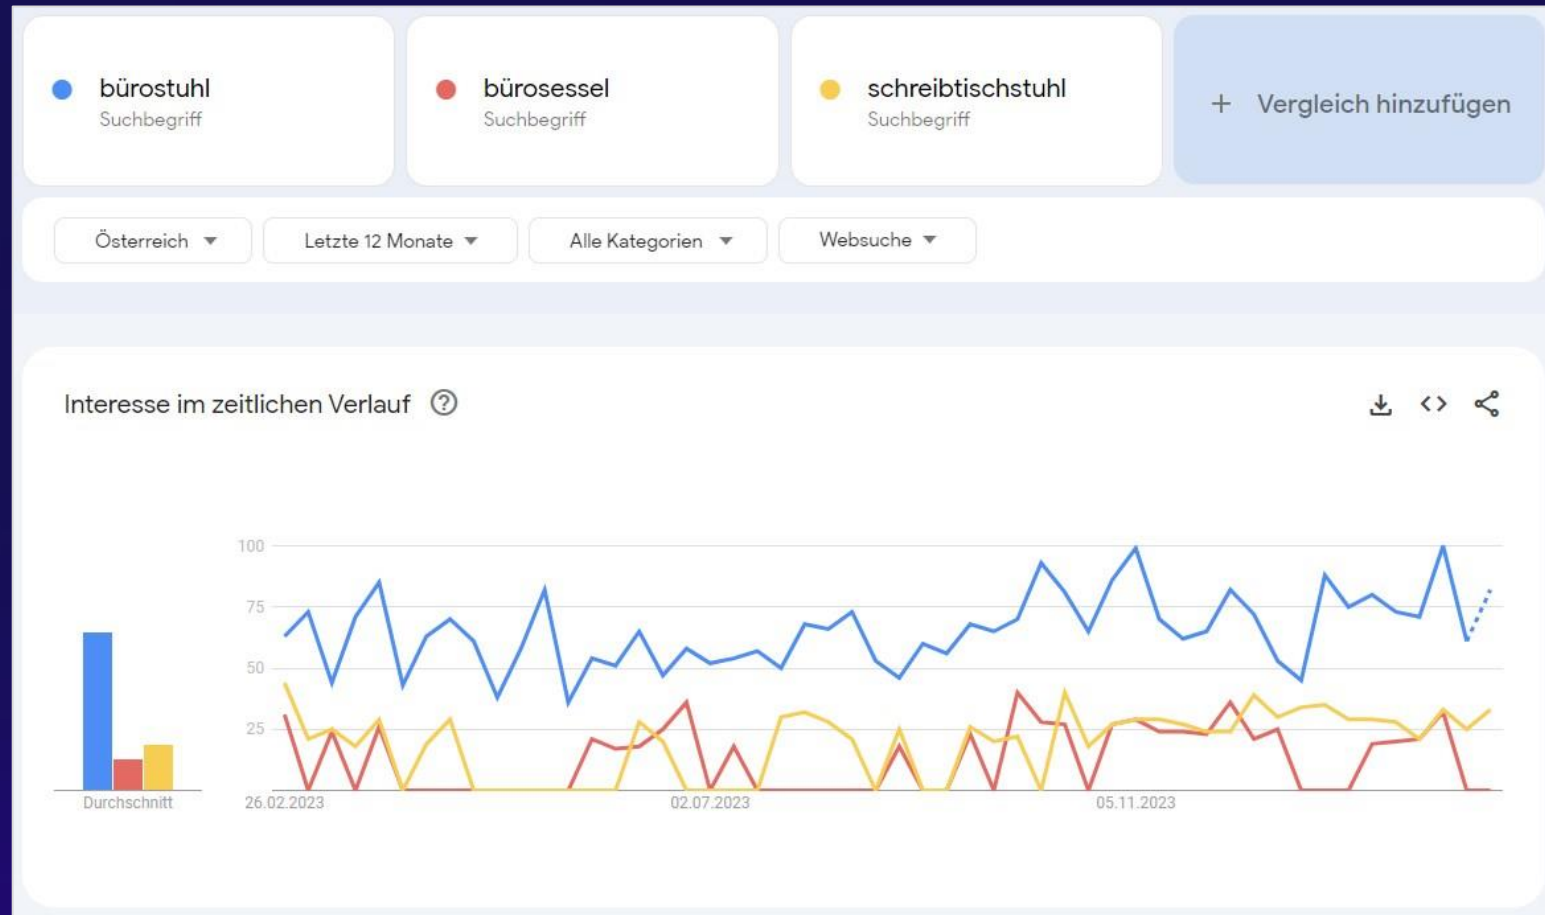 bürostuhl
Suchbegriff
bürosessel
Suchbegriff
schreibtischstuhl
Suchbegriff
+ Vergleich hinzufügen
Österreich
Letzte 12 Monate
Alle Kategorien
Websuche
Interesse im zeitlichen Verlauf
100
75
50
25
Durchschnitt
26.02.2023
02.07.2023
05.11.2023